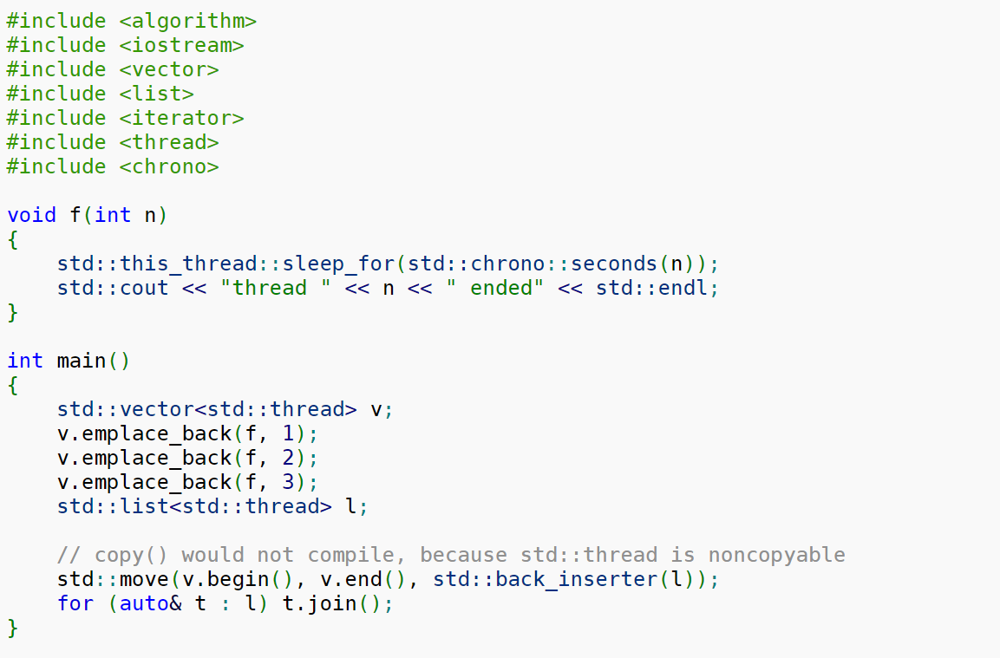 #include <algorithm>
#include <iostream>
#include <vector>
#include <list>
#include <iterator>
#include <thread>
#include <chrono>

void f(int n)
{
    std::this_thread::sleep_for(std::chrono::seconds(n));
    std::cout << "thread " << n << " ended" << std::endl;
}

int main()
{
    std::vector<std::thread> v;
    v.emplace_back(f, 1);
    v.emplace_back(f, 2);
    v.emplace_back(f, 3);
    std::list<std::thread> l;

    // copy() would not compile, because std::thread is noncopyable
    std::move(v.begin(), v.end(), std::back_inserter(l));
    for (auto& t : l) t.join();
}